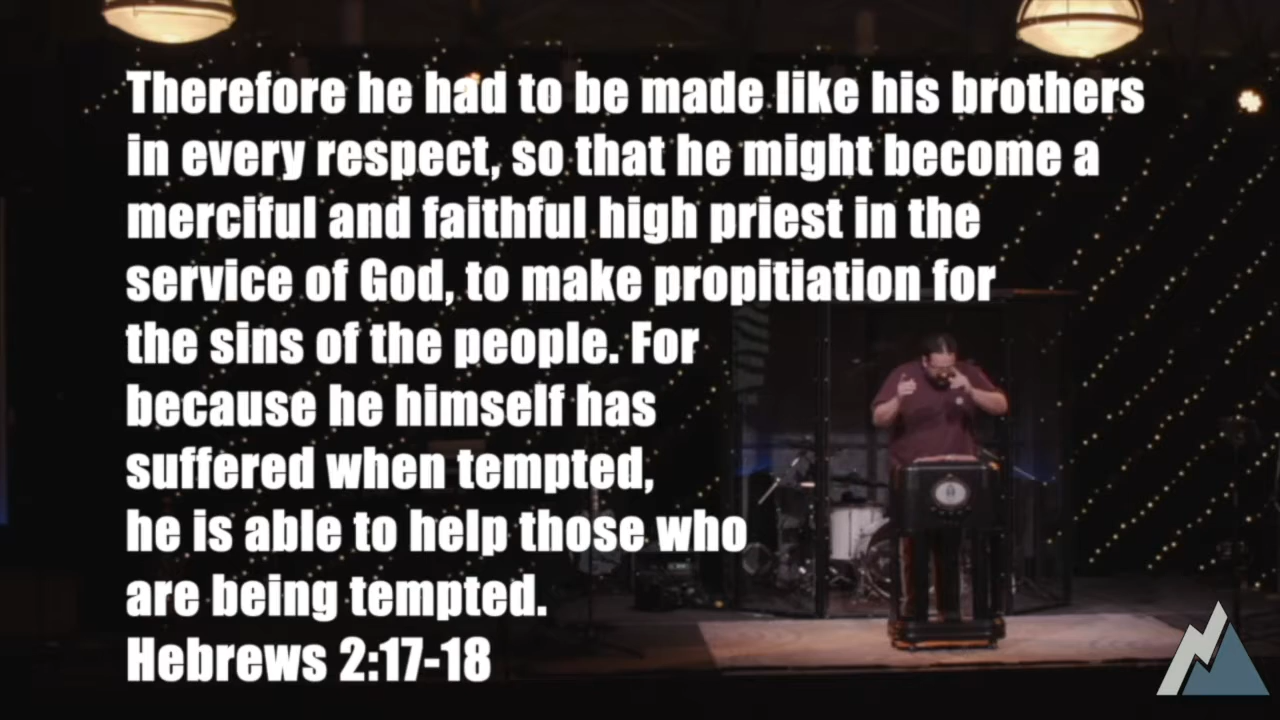 Therefore he had to be made like his brothers
in every respect, so that he might become a
merciful and faithful high priest in the
service of God, to make propitiation for
the sins of the people. For
because he himself has
suffered when tempted,
he is able to help those who
are being tempted.
Hebrews 2:17-18